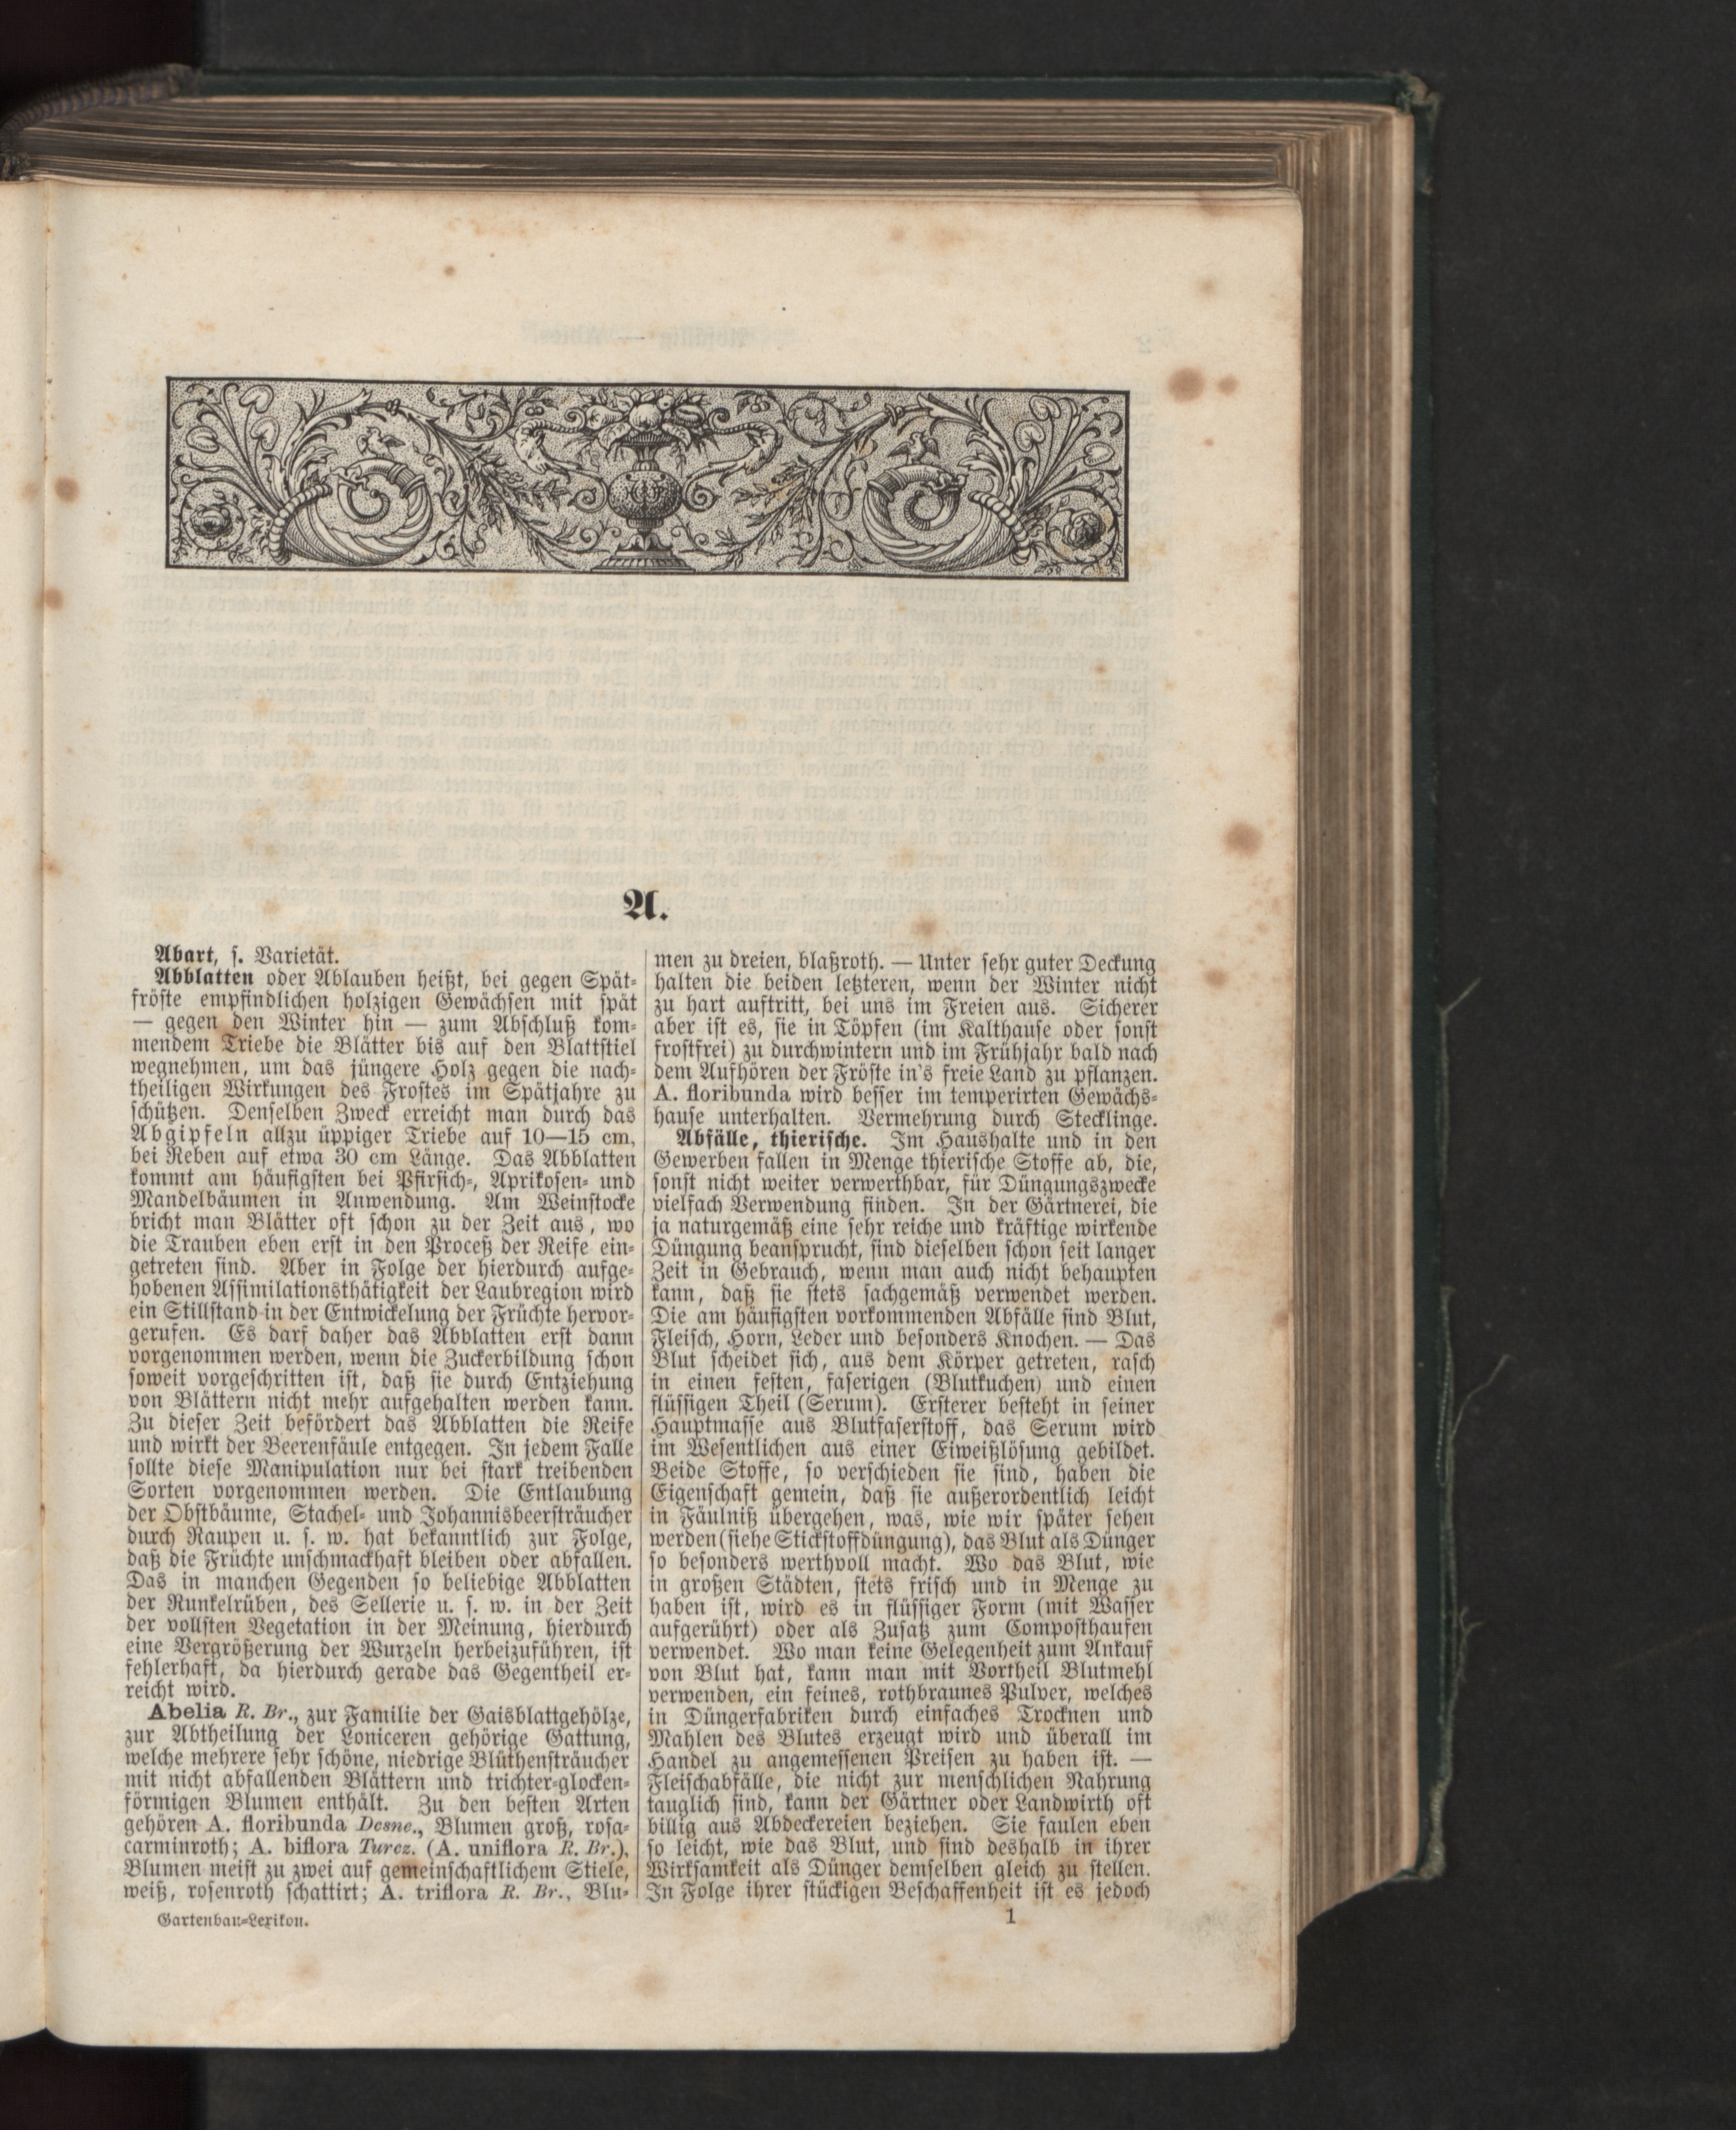 A.
Abart, s. Varietät.
Abblatten oder Ablauben heißt, bei gegen Spät-
fröste empfindlichen holzigen Gewächsen mit spät
— gegen den Winter hin — zum Abschluß kom-
mendem Triebe die Blätter bis auf den Blattstiel
wegnehmen, um das jüngere Holz gegen die nach-
theiligen Wirkungen des Frostes im Spätjahre zu
schützen. Denselben Zweck erreicht man durch das
Abgipfeln allzu üppiger Triebe auf 10—15 cm,
bei Reben auf etwa 30 cm Länge. Das Abblatten
kommt am häufigsten bei Pfirsich-, Aprikosen- und
Mandelbäumen in Anwendung. Am Weinstocke
bricht man Blätter oft schon zu der Zeit aus, wo
die Trauben eben erst in den Proceß der Reife ein-
getreten sind. Aber in Folge der hierdurch aufge-
hobenen Assimilationsthätigkeit der Laubregion wird
ein Stillstand in der Entwickelung der Früchte hervor-
gerufen. Es darf daher das Abblatten erst dann
vorgenommen werden, wenn die Zuckerbildung schon
soweit vorgeschritten ist, daß sie durch Entziehung
von Blättern nicht mehr aufgehalten werden kann.
Zu dieser Zeit befördert das Abblatten die Reife
und wirkt der Beerenfäule entgegen. In jedem Falle
sollte diese Manipulation nur bei stark treibenden
Sorten vorgenommen werden. Die Entlaubung
der Obstbäume, Stachel- und Johannisbeersträucher
durch Raupen u. s. w. hat bekanntlich zur Folge,
daß die Früchte unschmackhaft bleiben oder abfallen.
Das in manchen Gegenden so beliebige Abblatten
der Runkelrüben, des Sellerie u. s. w. in der Zeit
der vollsten Vegetation in der Meinung, hierdurch
eine Vergrößerung der Wurzeln herbeizuführen, ist
fehlerhaft, da hierdurch gerade das Gegentheil er-
reicht wird.
Abelia R. Br., zur Familie der Gaisblattgehölze,
zur Abtheilung der Loniceren gehörige Gattung,
welche mehrere sehr schöne, niedrige Blüthensträucher
mit nicht abfallenden Blättern und trichter-glocken-
förmigen Blumen enthält. Zu den besten Arten
gehören A. floribunda Desne., Blumen groß, rosa-
carminroth; A. biflora Turcz. (A. uniflora R. Br.),
Blumen meist zu zwei auf gemeinschaftlichem Stiele,
weiß, rosenroth schattirt; A. triflora R. Br., Blu-
men zu dreien, blaßroth. — Unter sehr guter Deckung
halten die beiden letzteren, wenn der Winter nicht
zu hart auftritt, bei uns im Freien aus. Sicherer
aber ist es, sie in Töpfen (im Kalthause oder sonst
frostfrei) zu durchwintern und im Frühjahr bald nach
dem Aufhören der Fröste in's freie Land zu pflanzen.
A. floribunda wird besser im temperirten Gewächs-
hause unterhalten. Vermehrung durch Stecklinge.
Abfälle, thierische. Im Haushalte und in den
Gewerben fallen in Menge thierische Stoffe ab, die,
sonst nicht weiter verwerthbar, für Düngungszwecke
vielfach Verwendung finden. In der Gärtnerei, die
ja naturgemäß eine sehr reiche und kräftige wirkende
Düngung beansprucht, sind dieselben schon seit langer
Zeit in Gebrauch, wenn man auch nicht behaupten
kann, daß sie stets sachgemäß verwendet werden.
Die am häufigsten vorkommenden Abfälle sind Blut,
Fleisch, Horn, Leder und besonders Knochen. — Das
Blut scheidet sich, aus dem Körper getreten, rasch
in einen festen, faserigen (Blutkuchen) und einen
flüssigen Theil (Serum). Ersterer besteht in seiner
Hauptmasse aus Blutfaserstoff, das Serum wird
im Wesentlichen aus einer Eiweißlösung gebildet.
Beide Stoffe, so verschieden sie sind, haben die
Eigenschaft gemein, daß sie außerordentlich leicht
in Fäulniß übergehen, was, wie wir später sehen
werden (siehe Stickstoffdüngung), das Blut als Dünger
so besonders werthvoll macht. Wo das Blut, wie
in großen Städten, stets frisch und in Menge zu
haben ist, wird es in flüssiger Form (mit Wasser
aufgerührt) oder als Zusatz zum Composthaufen
verwendet. Wo man keine Gelegenheit zum Ankauf
von Blut hat, kann man mit Vortheil Blutmehl
verwenden, ein feines, rothbraunes Pulver, welches
in Düngerfabriken durch einfaches Trocknen und
Mahlen des Blutes erzeugt wird und überall im
Handel zu angemessenen Preisen zu haben ist. —
Fleischabfälle, die nicht zur menschlichen Nahrung
tauglich sind, kann der Gärtner oder Landwirth oft
billig aus Abdeckereien beziehen. Sie faulen eben
so leicht, wie das Blut, und sind deshalb in ihrer
Wirksamkeit als Dünger demselben gleich zu stellen.
In Folge ihrer stückigen Beschaffenheit ist es jedoch
Gartenbau-Lexikon.
1